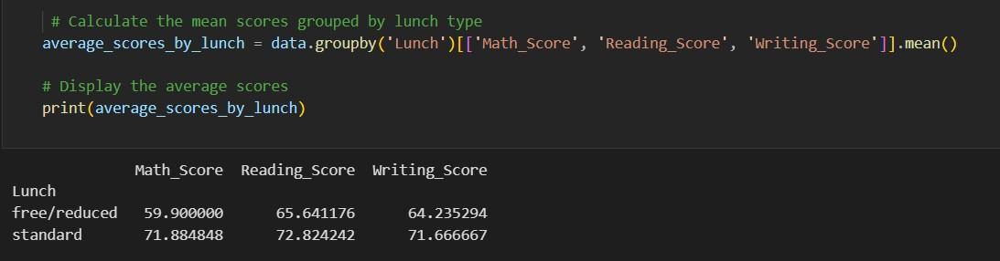 # Calculate the mean scores grouped by lunch type
average_scores_by_lunch = data.groupby('Lunch')[['Math_Score', 'Reading_Score', 'Writing_Score']].mean()
# Display the average scores
print(average_scores_by_lunch)
Math_Score Reading_Score Writing_Score
Lunch
free/reduced 59.900000 65.641176 64.235294
standard 71.884848 72.824242 71.666667